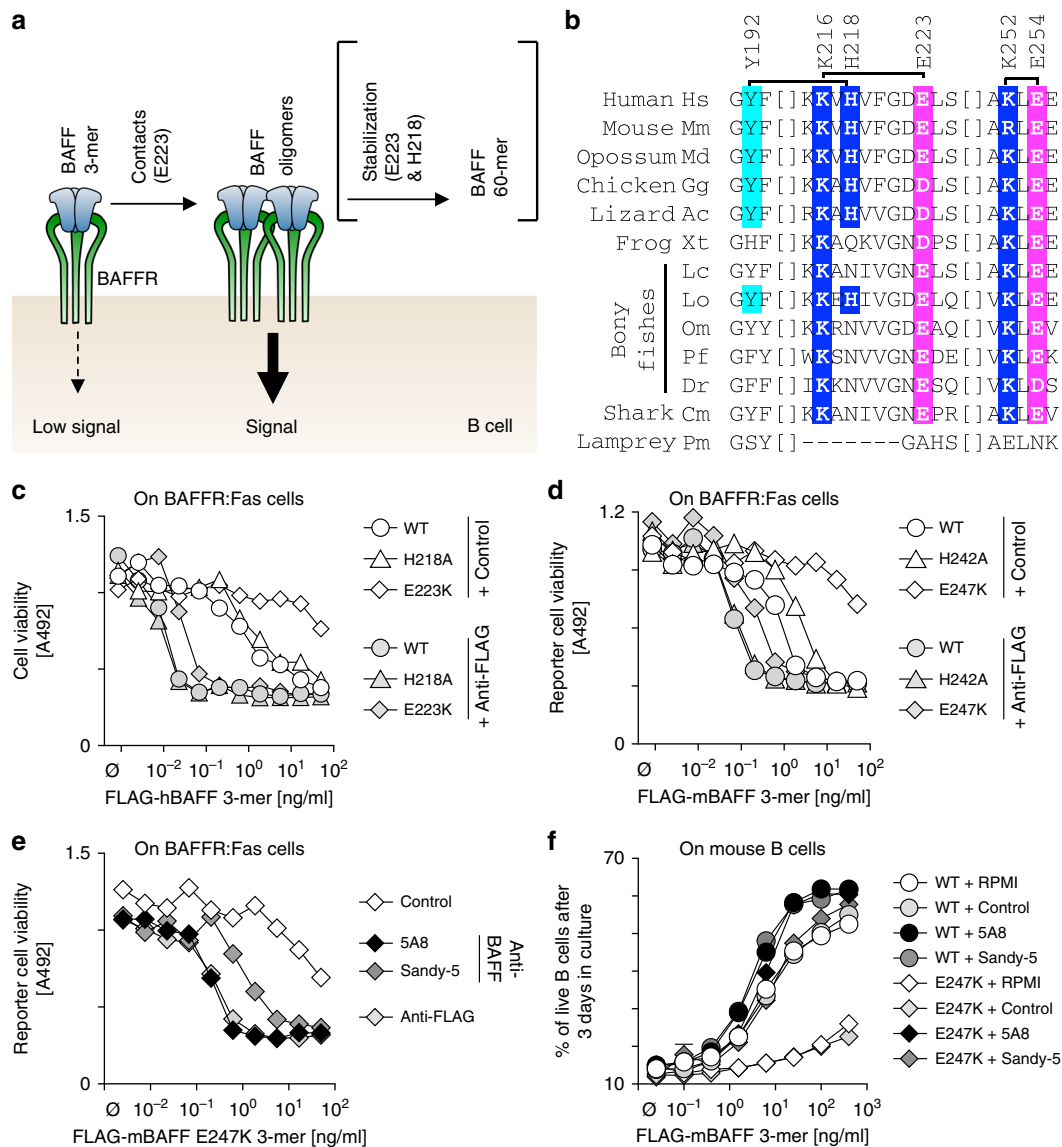 a
BAFF
3-mer
Contacts
(E223)
BAFF
oligomers
Stabilization
(E223
& H218)
BAFF
60-mer
BAFFR
Low signal
Signal
B cell
b
Y192
K216
H218
E223
K252
E254
Human Hs GYF[]KKVHVFGDELS[]AKLEE
Mouse Mm GYF[]KKVHVFGDELS[]ARLEE
Opossum Md GYF[]KKVHVFGDELS[]AKLEE
Chicken Gg GYF[]KKAHVFGDDLS[]AKLEE
Lizard Ac GYF[]RKAHVVGDDLS[]AKLEE
Frog Xt GHF[]KKAQKVGNDPS[]AKLEE
Bony
fishes
Lc GYF[]KKANIVGNELS[]AKLEE
Lo GYF[]KKEHIVGDELQ[]VKLEE
Om GYY[]KKRNVVGDEAQ[]VKLEV
Pf GFY[]WKSNVVGNEDE[]VKLEK
Dr GFF[]IKKNVVGNESQ[]VKLDS
Shark Cm GYF[]KKANIVGNEPR[]AKLEV
Lamprey Pm GSY[]-------GAHS[]AELNK
c
On BAFFR:Fas cells
1.5
0
Cell viability
[A492]
Ø 10⁻² 10⁻¹ 10⁰ 10¹ 10²
FLAG-hBAFF 3-mer [ng/ml]
WT
H218A
E223K
+ Control
WT
H218A
E223K
+ Anti-FLAG
d
On BAFFR:Fas cells
1.2
0
Reporter cell viability
[A492]
Ø 10⁻² 10⁻¹ 10⁰ 10¹ 10²
FLAG-mBAFF 3-mer [ng/ml]
WT
H242A
E247K
+ Control
WT
H242A
E247K
+ Anti-FLAG
e
On BAFFR:Fas cells
1.5
0
Reporter cell viability
[A492]
Ø 10⁻² 10⁻¹ 10⁰ 10¹ 10²
FLAG-mBAFF E247K 3-mer [ng/ml]
Control
5A8
Sandy-5
Anti-
BAFF
Anti-FLAG
f
On mouse B cells
70
10
% of live B cells after
3 days in culture
Ø 10⁻¹ 10⁰ 10¹ 10² 10³
FLAG-mBAFF 3-mer [ng/ml]
WT + RPMI
WT + Control
WT + 5A8
WT + Sandy-5
E247K + RPMI
E247K + Control
E247K + 5A8
E247K + Sandy-5